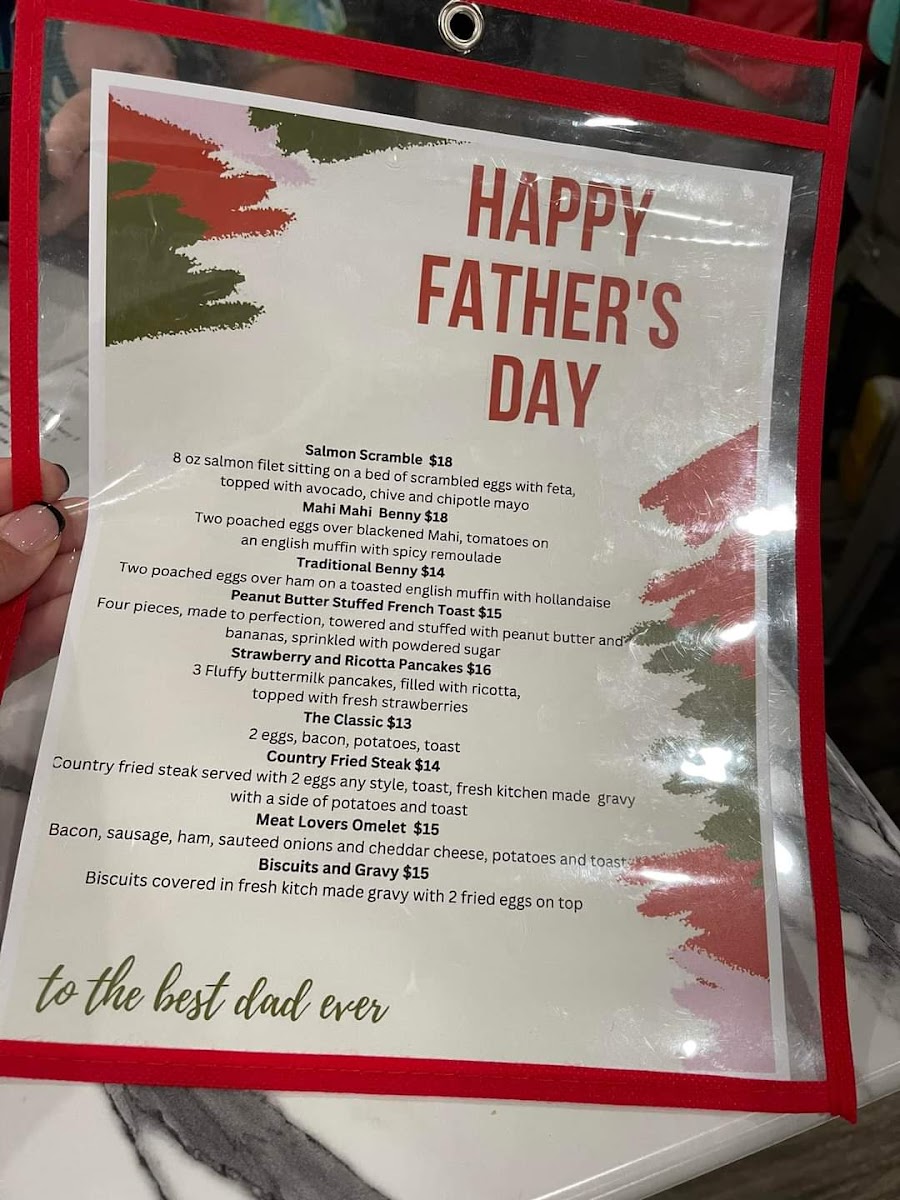 HAPPY
FATHER'S
DAY
Salmon Scramble $18
8 oz salmon filet sitting on a bed of scrambled eggs with feta,
topped with avocado, chive and chipotle mayo
Mahi Mahi Benny $18
Two poached eggs over blackened Mahi, tomatoes on
an english muffin with spicy remoulade
Traditional Benny $14
Two poached eggs over ham on a toasted english muffin with hollandaise
Peanut Butter Stuffed French Toast $15
Four pieces, made to perfection, towered and stuffed with peanut butter and
bananas, sprinkled with powdered sugar
Strawberry and Ricotta Pancakes $16
3 Fluffy buttermilk pancakes, filled with ricotta,
topped with fresh strawberries
The Classic $13
2 eggs, bacon, potatoes, toast
Country Fried Steak $14
Country fried steak served with 2 eggs any style, toast, fresh kitchen made gravy
with a side of potatoes and toast
Meat Lovers Omelet $15
Bacon, sausage, ham, sauteed onions and cheddar cheese, potatoes and toast
Biscuits and Gravy $15
Biscuits covered in fresh kitch made gravy with 2 fried eggs on top
to the best dad ever